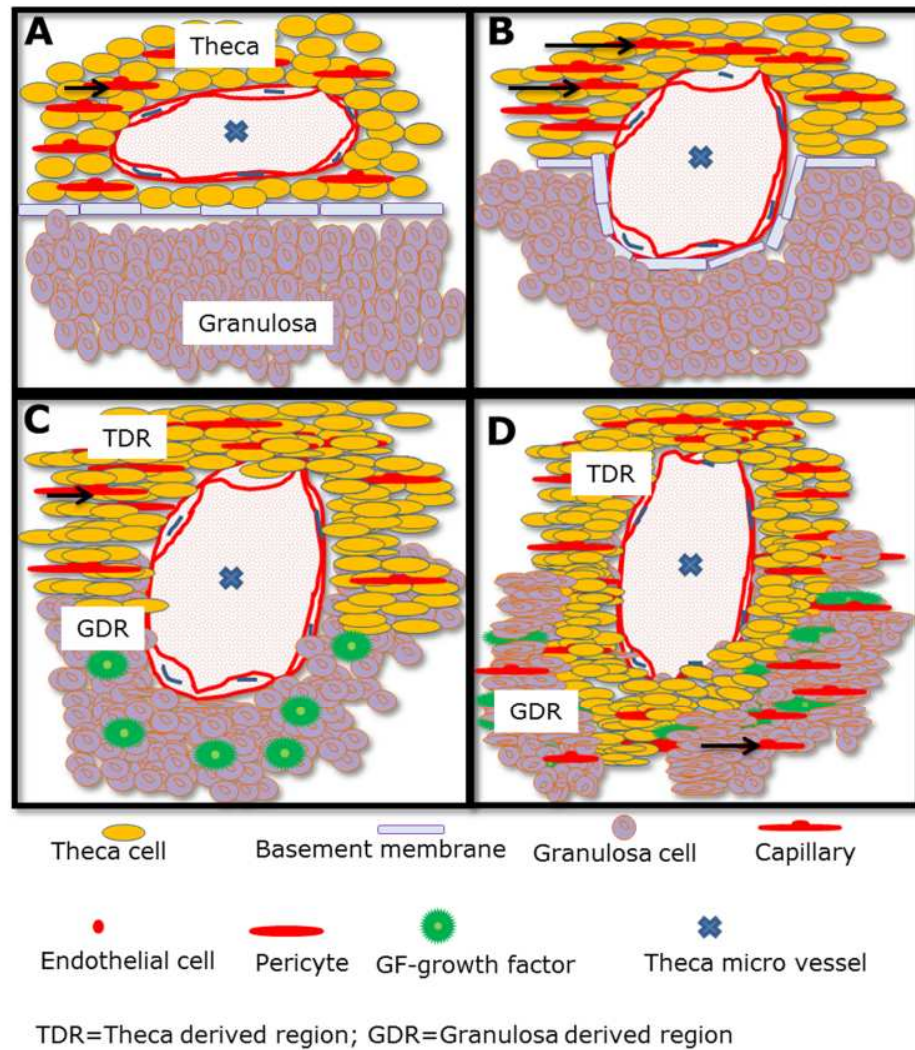 A
Theca
Granulosa
B
C
TDR
GDR
D
TDR
GDR
Theca cell
Basement membrane
Granulosa cell
Capillary
Endothelial cell
Pericyte
GF-growth factor
Theca micro vessel
TDR=Theca derived region; GDR=Granulosa derived region